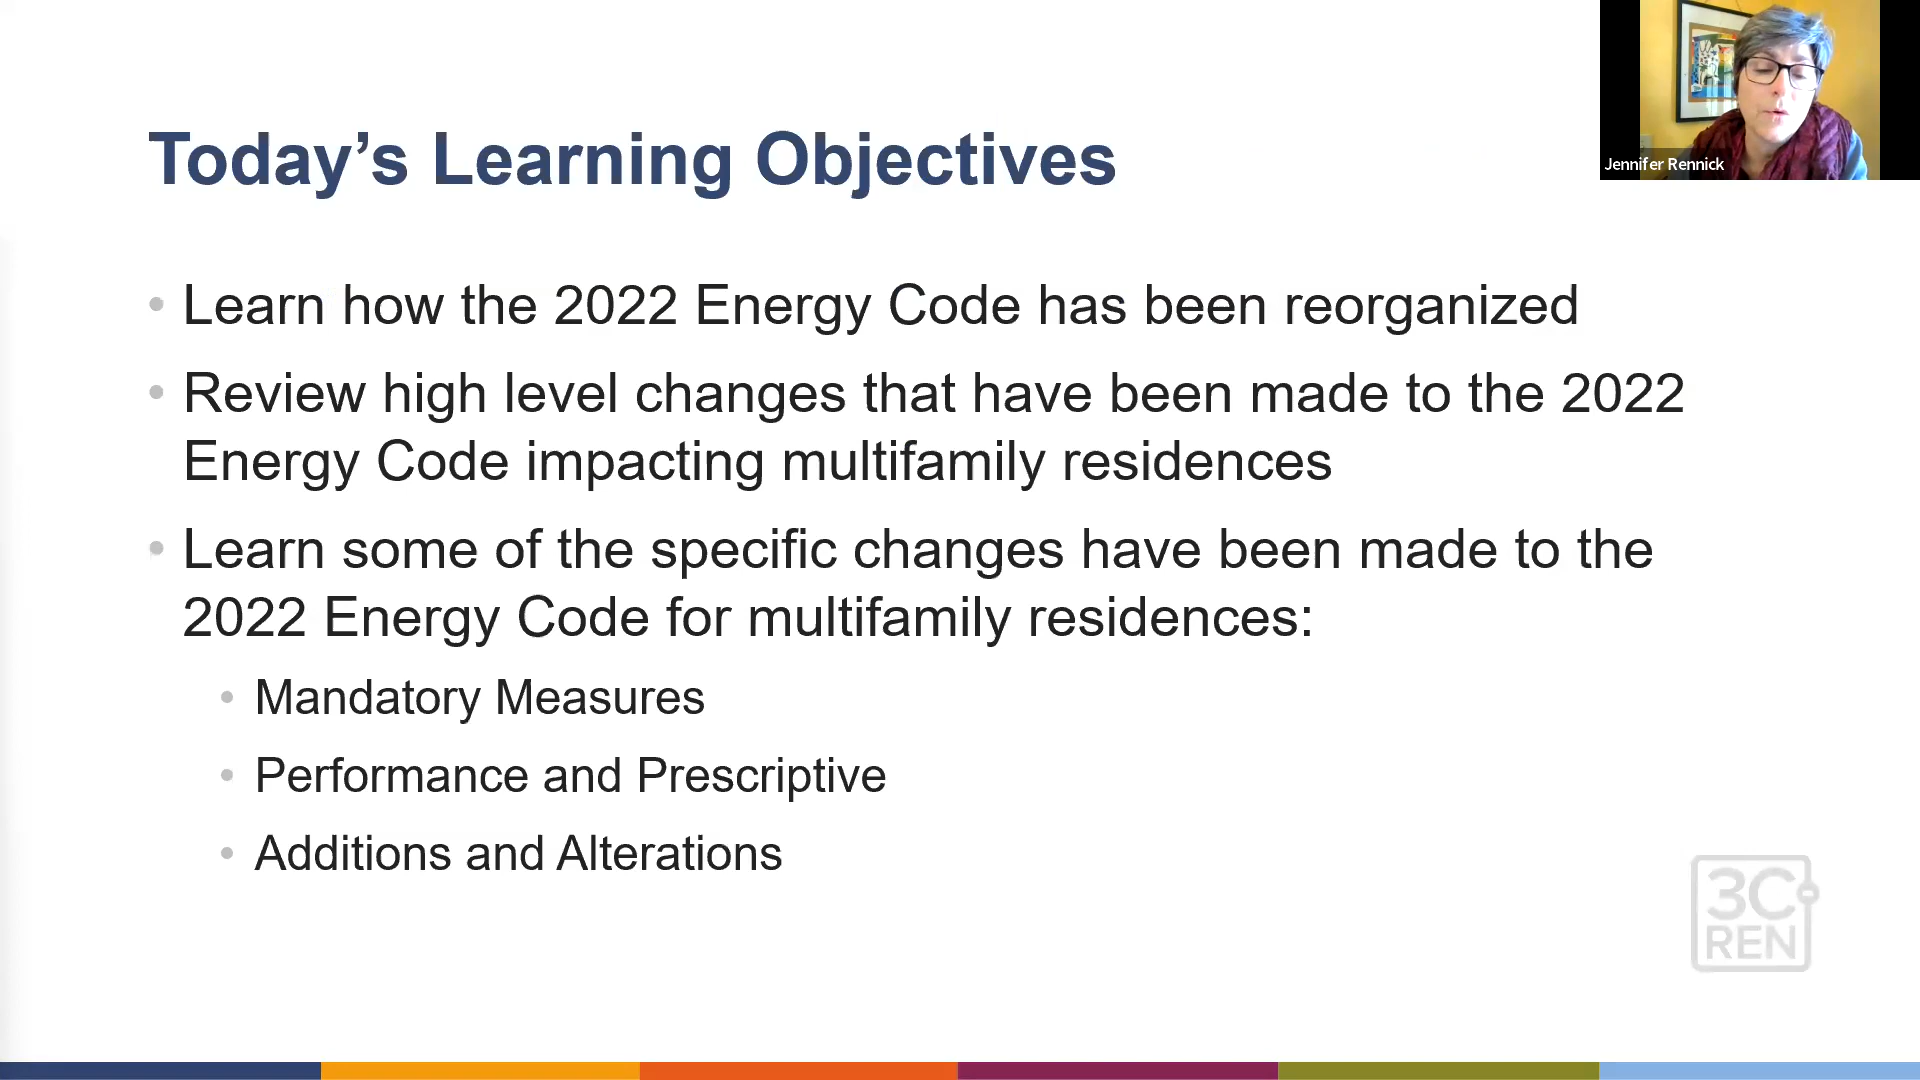 Today’s Learning Objectives
Jennifer Rennick
• Learn how the 2022 Energy Code has been reorganized
• Review high level changes that have been made to the 2022
Energy Code impacting multifamily residences
• Learn some of the specific changes have been made to the
2022 Energy Code for multifamily residences:
• Mandatory Measures
• Performance and Prescriptive
• Additions and Alterations
3C
REN